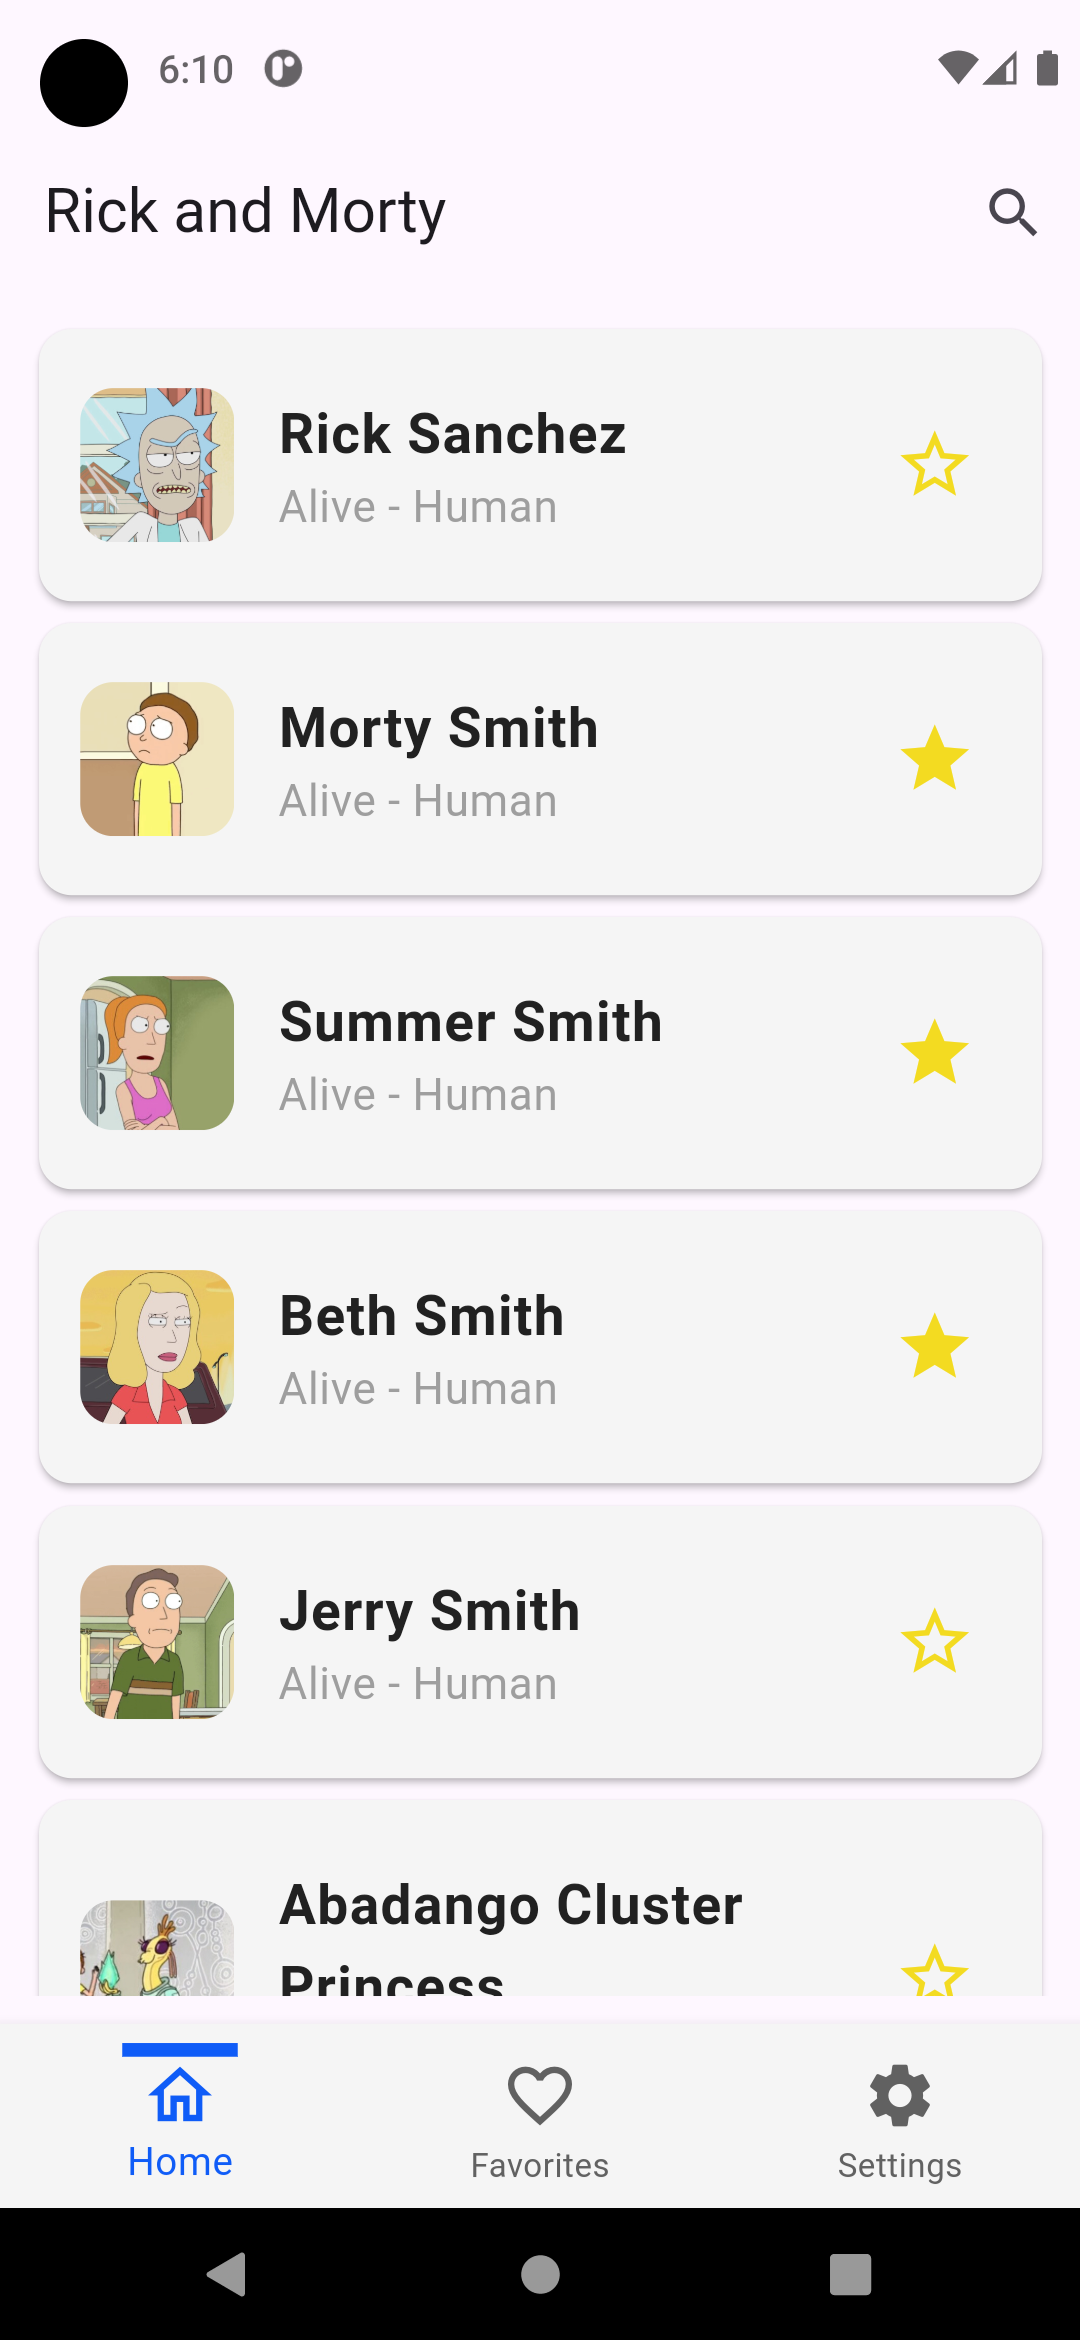 6:10
Rick and Morty
Rick Sanchez
Alive - Human
Morty Smith
Alive - Human
Summer Smith
Alive - Human
Beth Smith
Alive - Human
Jerry Smith
Alive - Human
Abadango Cluster
Princess
Home
Favorites
Settings